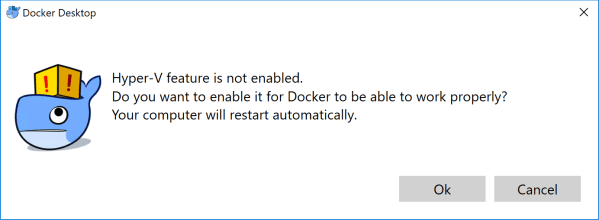 Docker Desktop
Hyper-V feature is not enabled.
Do you want to enable it for Docker to be able to work properly?
Your computer will restart automatically.
Ok
Cancel